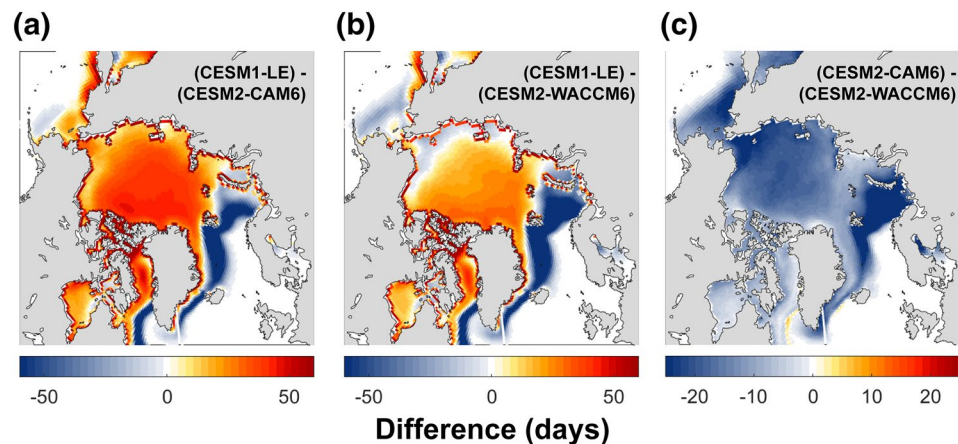 (a)
(CESM1-LE) -
(CESM2-CAM6)
(b)
(CESM1-LE) -
(CESM2-WACCM6)
(c)
(CESM2-CAM6) -
(CESM2-WACCM6)
-50 0 50
-50 0 50
-20 -10 0 10 20
Difference (days)